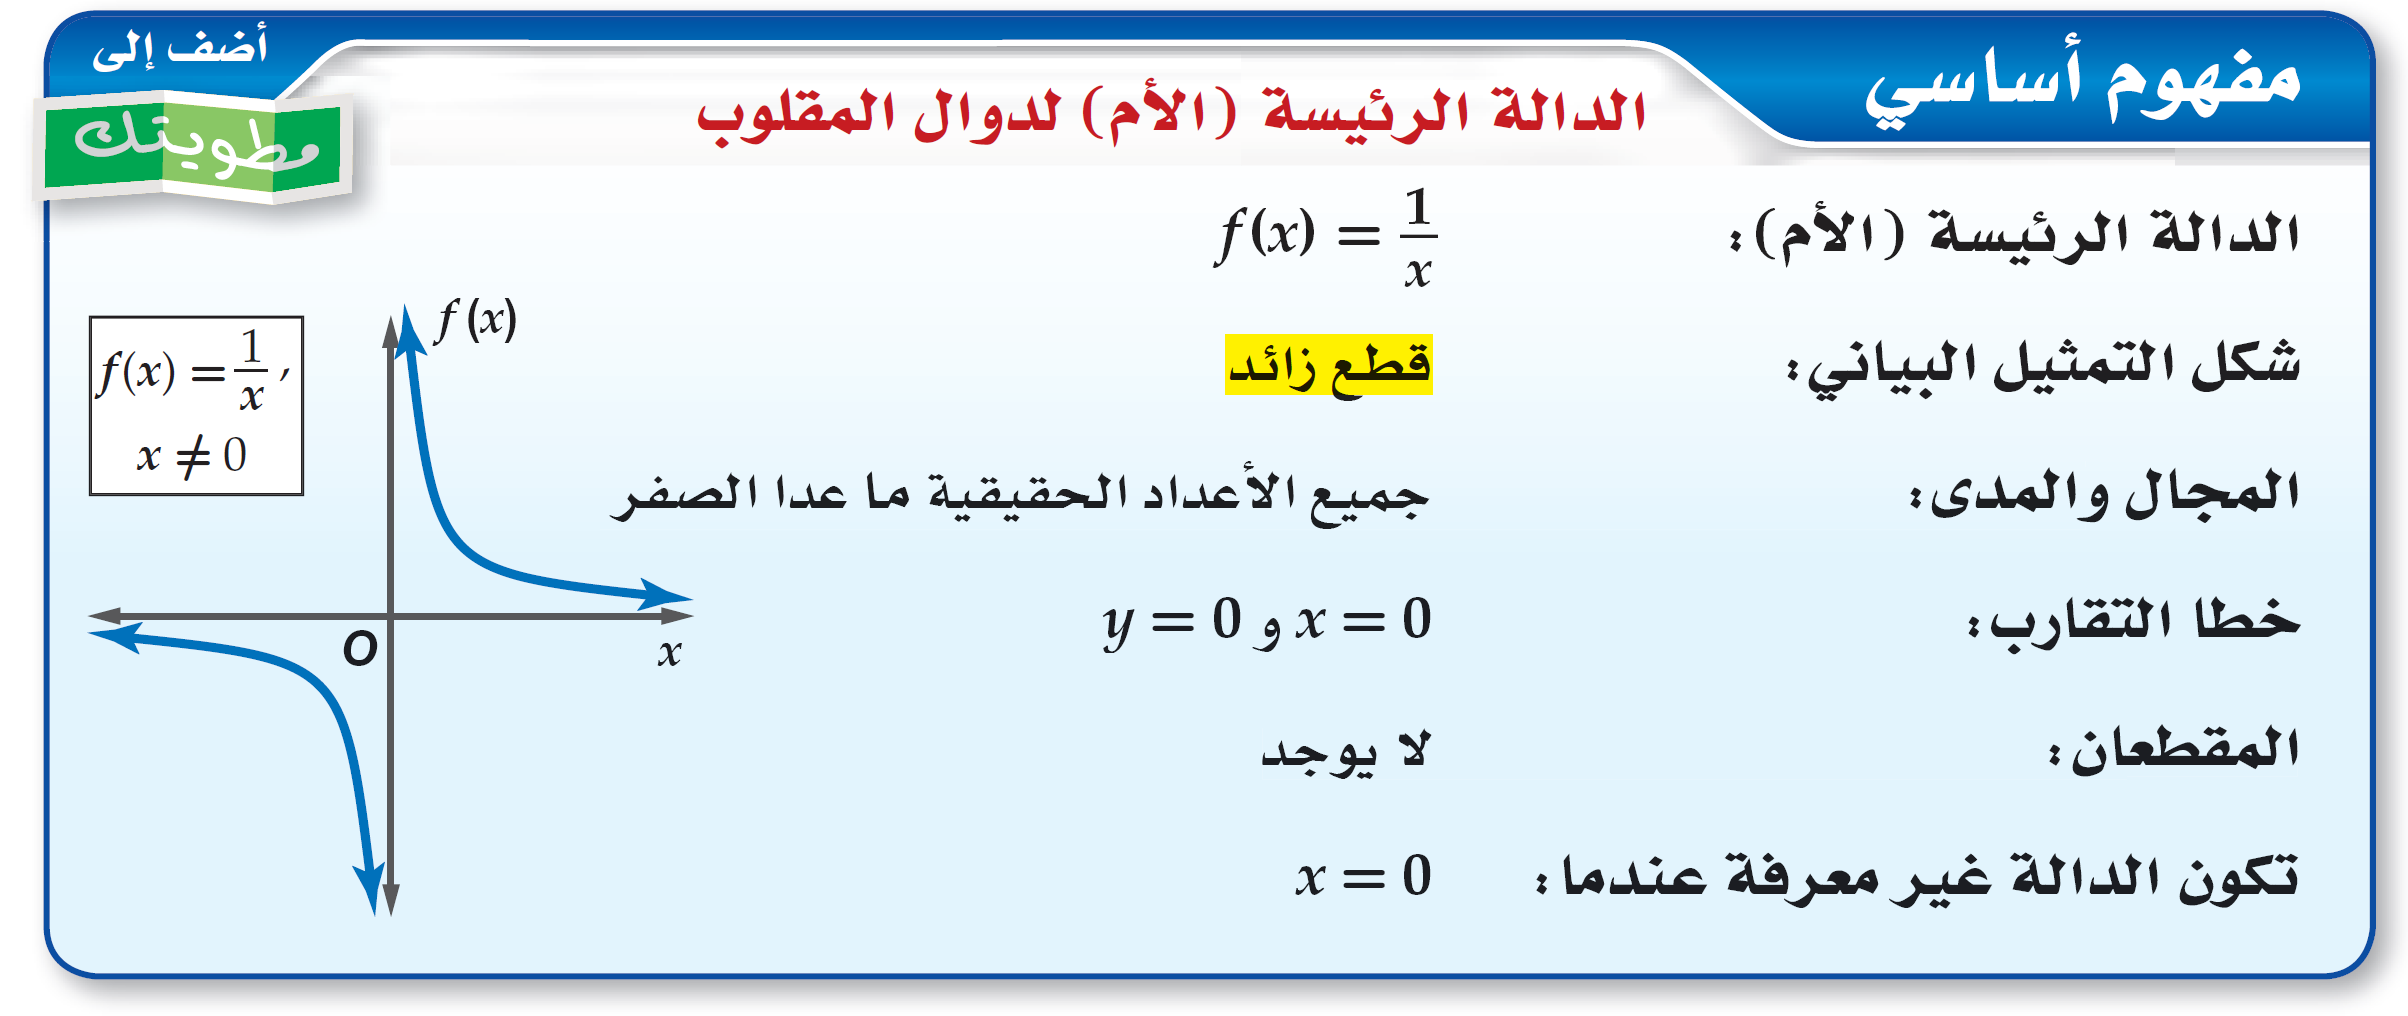 مفهوم أساسي
أضف إلى
مطويتك
الدالة الرئيسة (الأم) لدوال المقلوب
الدالة الرئيسة (الأم): f(x) = 1/x
شكل التمثيل البياني: قطع زائد
المجال والمدى: جميع الأعداد الحقيقية ما عدا الصفر
خطا التقارب: x = 0 و y = 0
المقطعان: لا يوجد
تكون الدالة غير معرفة عندما: x = 0
f(x)
f(x) = 1/x ,
x ≠ 0
O
x